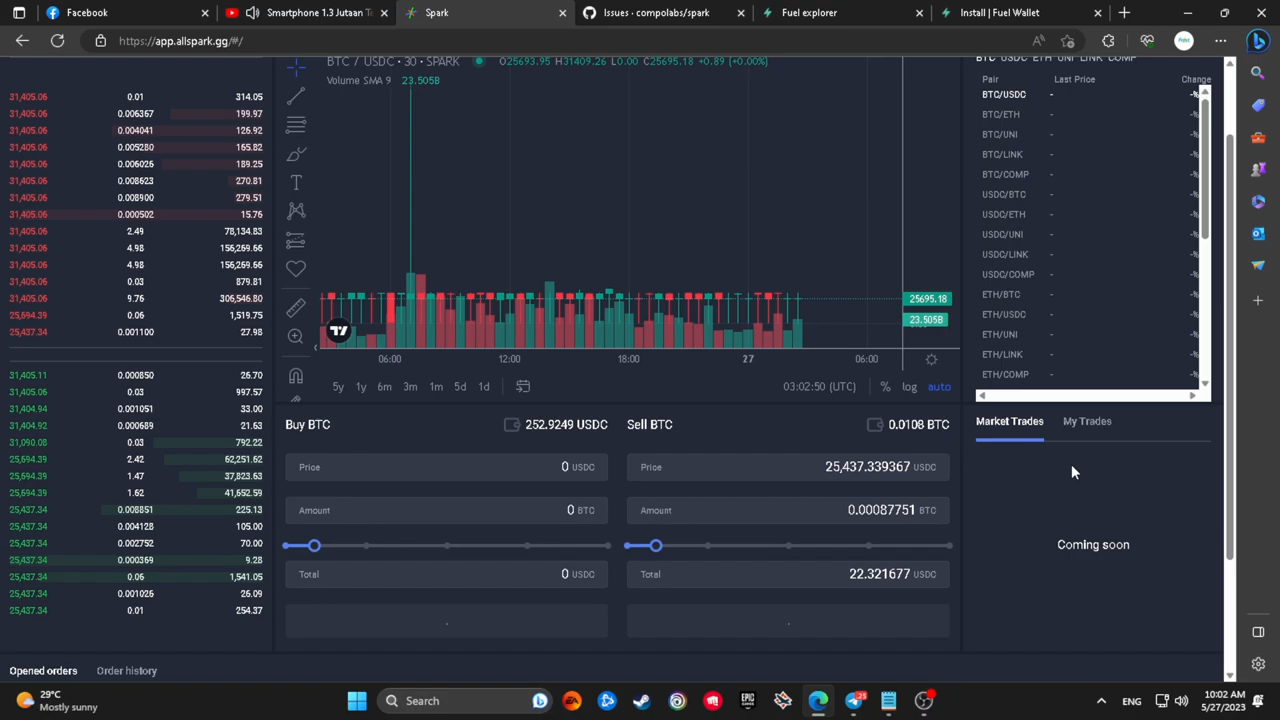 Facebook
Smartphone 1.3 Jutaan T
Spark
Issues · compolabs/spark
Fuel explorer
Install | Fuel Wallet
https://app.allspark.gg/#/
31,405.06 0.01 314.05
31,405.06 0.006367 199.97
31,405.06 0.004041 126.92
31,405.06 0.005280 165.82
31,405.06 0.006026 189.25
31,405.06 0.008623 270.81
31,405.06 0.008900 279.51
31,405.06 0.000502 15.76
31,405.06 2.49 78,134.83
31,405.06 4.98 156,269.66
31,405.06 4.98 156,269.66
31,405.06 0.03 879.81
31,405.06 9.76 306,546.80
25,694.39 0.06 1,519.75
25,437.34 0.001100 27.98
31,405.11 0.000850 26.70
31,405.06 0.03 997.57
31,404.94 0.001051 33.00
31,404.92 0.000689 21.63
31,090.08 0.03 792.22
25,694.39 2.42 62,251.62
25,694.39 1.47 37,823.63
25,694.39 1.62 41,652.59
25,437.34 0.008851 225.13
25,437.34 0.004128 105.00
25,437.34 0.002752 70.00
25,437.34 0.000369 9.28
25,437.34 0.06 1,541.05
25,437.34 0.001026 26.09
25,437.34 0.01 254.37
BTC / USDC · 30 · SPARK O25693.95 H31409.26 L0.00 C25695.18 +0.89 (+0.00%)
Volume SMA 9 23.505B
25695.18
23.505B
06:00 12:00 18:00 27 06:00
5y 1y 6m 3m 1m 5d 1d 03:02:50 (UTC) % log auto
Buy BTC 252.9249 USDC
Price 0 USDC
Amount 0 BTC
Total 0 USDC
Sell BTC 0.0108 BTC
Price 25,437.339367 USDC
Amount 0.00087751 BTC
Total 22.321677 USDC
BTC USDC ETH UNI LINK COMP
Pair Last Price Change
BTC/USDC - -%
BTC/ETH - -%
BTC/UNI - -%
BTC/LINK - -%
BTC/COMP - -%
USDC/BTC - -%
USDC/ETH - -%
USDC/UNI - -%
USDC/LINK - -%
USDC/COMP - -%
ETH/BTC - -%
ETH/USDC - -%
ETH/UNI - -%
ETH/LINK - -%
ETH/COMP - -%
Market Trades My Trades
Coming soon
Opened orders Order history
29°C
Mostly sunny
Search
ENG
10:02 AM
5/27/2023